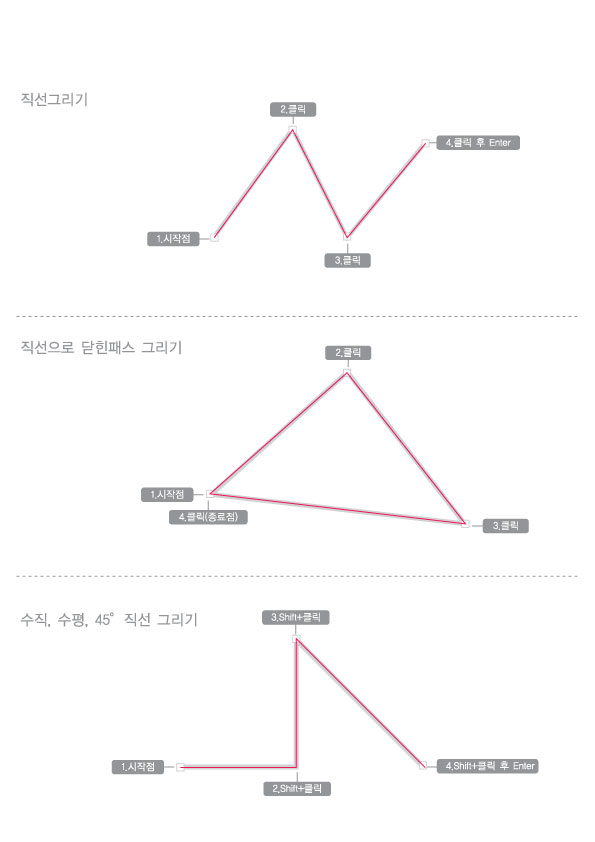 직선그리기
2.클릭
4.클릭 후 Enter
1.시작점
3.클릭
직선으로 닫힌패스 그리기
2.클릭
1.시작점
4.클릭(종료점)
3.클릭
수직, 수평, 45° 직선 그리기
3.Shift+클릭
1.시작점
4.Shift+클릭 후 Enter
2.Shift+클릭